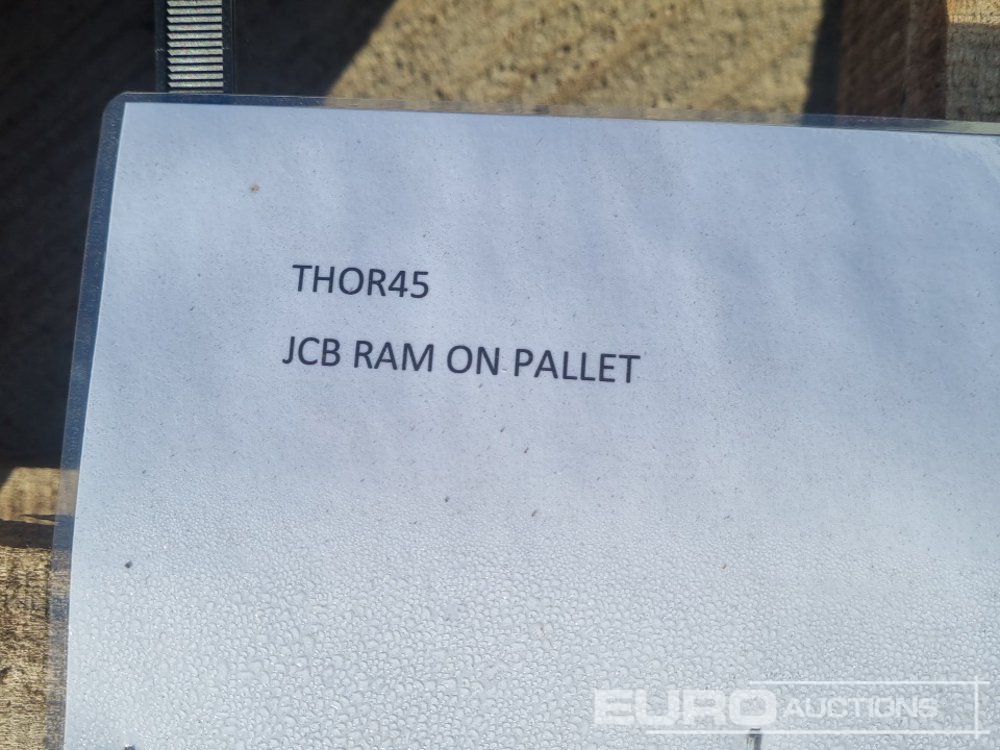 THOR45
JCB RAM ON PALLET
EURO AUCTIONS